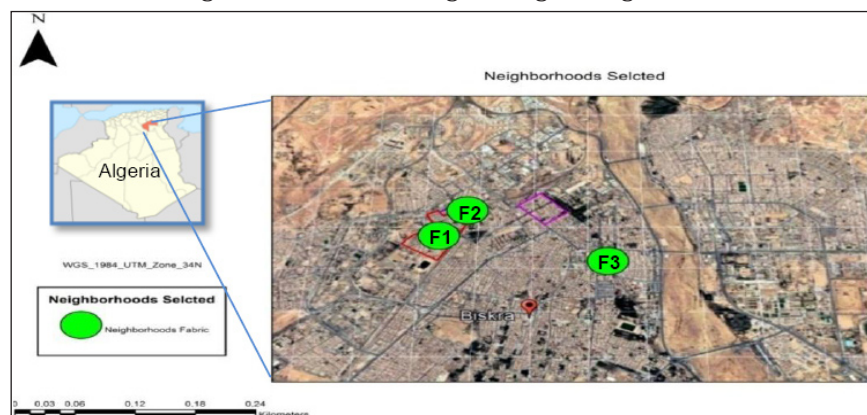 N
Neighborhoods Selcted
Algeria
F2
F1
F3
Biskra
WGS_1984_UTM_Zone_34N
Neighborhoods Selcted
Neighborhoods Fabric
0 0.03 0.06 0.12 0.18 0.24
Kilometers